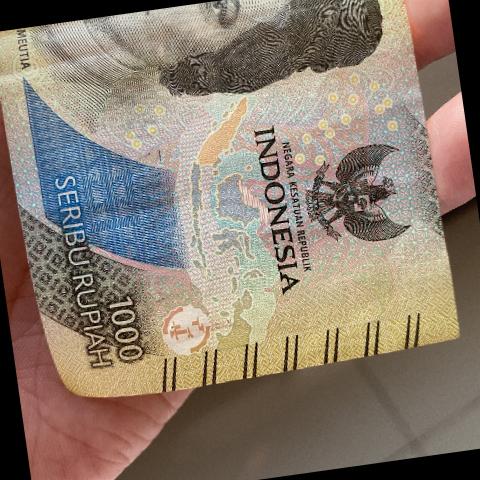 NEGARA KESATUAN REPUBLIK
INDONESIA
MEUTIA
1000
SERIBU RUPIAH